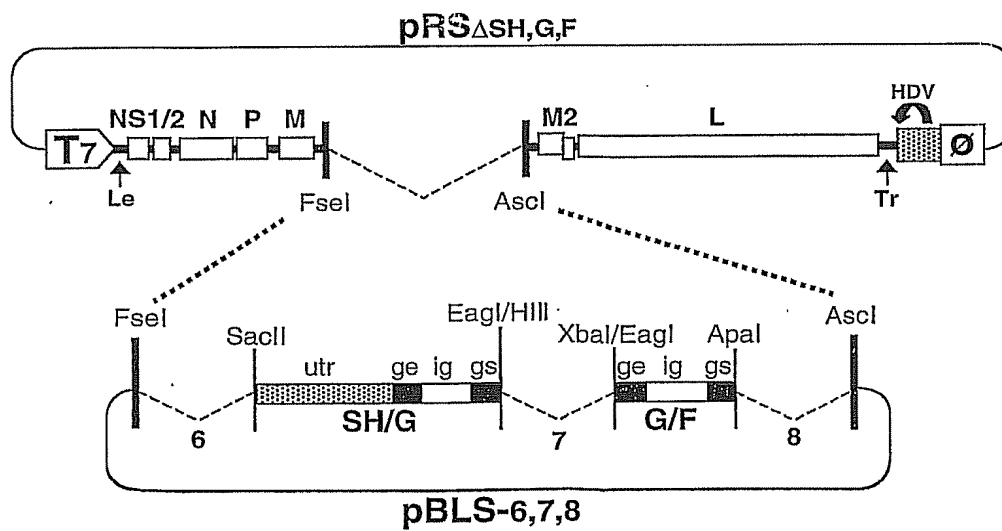 pRSΔSH,G,F
HDV
NS1/2 N P M M2 L
T7 Ø
Le FseI AscI Tr
FseI SacII EagI/HIII XbaI/EagI ApaI AscI
utr ge ig gs ge ig gs
6 SH/G 7 G/F 8
pBLS-6,7,8